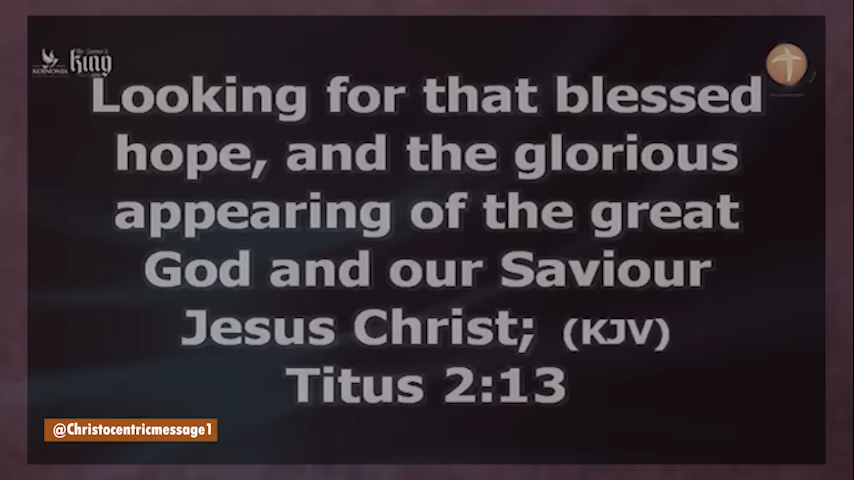 KOINONIA
King
Looking for that blessed
hope, and the glorious
appearing of the great
God and our Saviour
Jesus Christ; (KJV)
Titus 2:13
@Christocentricmessage1